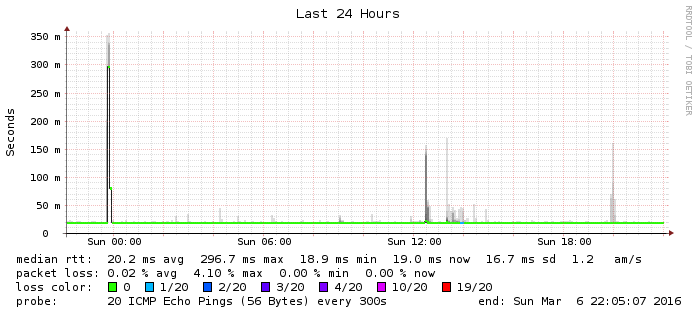 Last 24 Hours
RRDTOOL / TOBI OETIKER
Seconds
350 m
300 m
250 m
200 m
150 m
100 m
50 m
0
Sun 00:00 Sun 06:00 Sun 12:00 Sun 18:00
median rtt: 20.2 ms avg 296.7 ms max 18.9 ms min 19.0 ms now 16.7 ms sd 1.2 am/s
packet loss: 0.02 % avg 4.10 % max 0.00 % min 0.00 % now
loss color: 0 1/20 2/20 3/20 4/20 10/20 19/20
probe: 20 ICMP Echo Pings (56 Bytes) every 300s end: Sun Mar 6 22:05:07 2016